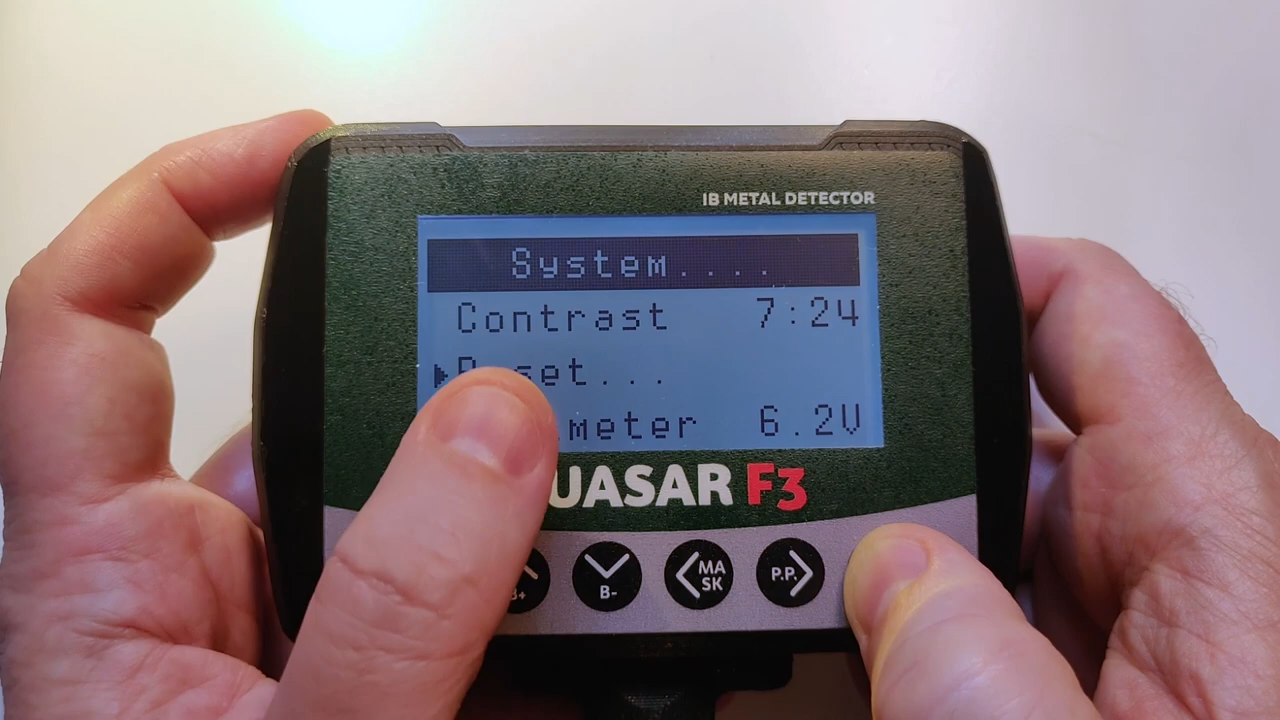 IB METAL DETECTOR
System....
Contrast 7:24
set...
meter 6.2V
UASAR F3
B+
B-
MA
SK
P.P.